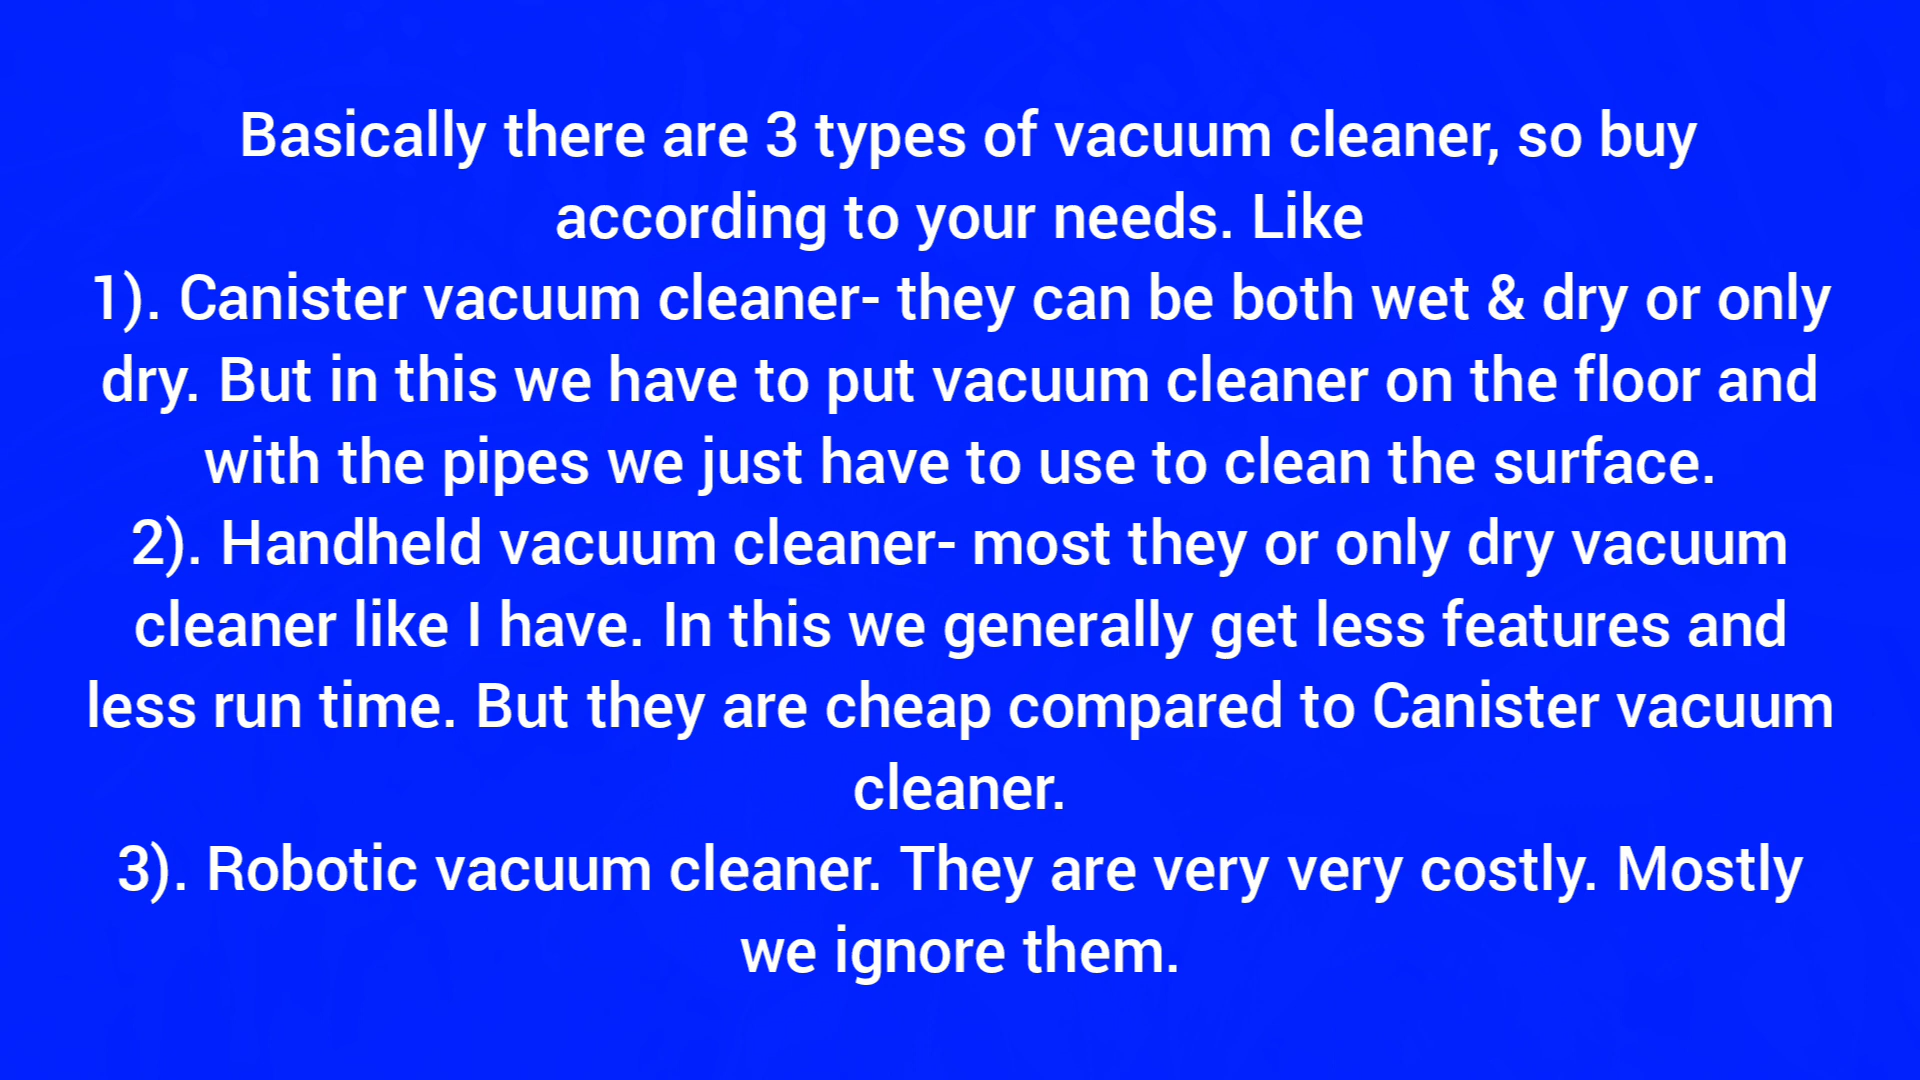 Basically there are 3 types of vacuum cleaner, so buy
according to your needs. Like
1). Canister vacuum cleaner- they can be both wet & dry or only
dry. But in this we have to put vacuum cleaner on the floor and
with the pipes we just have to use to clean the surface.
2). Handheld vacuum cleaner- most they or only dry vacuum
cleaner like I have. In this we generally get less features and
less run time. But they are cheap compared to Canister vacuum
cleaner.
3). Robotic vacuum cleaner. They are very very costly. Mostly
we ignore them.